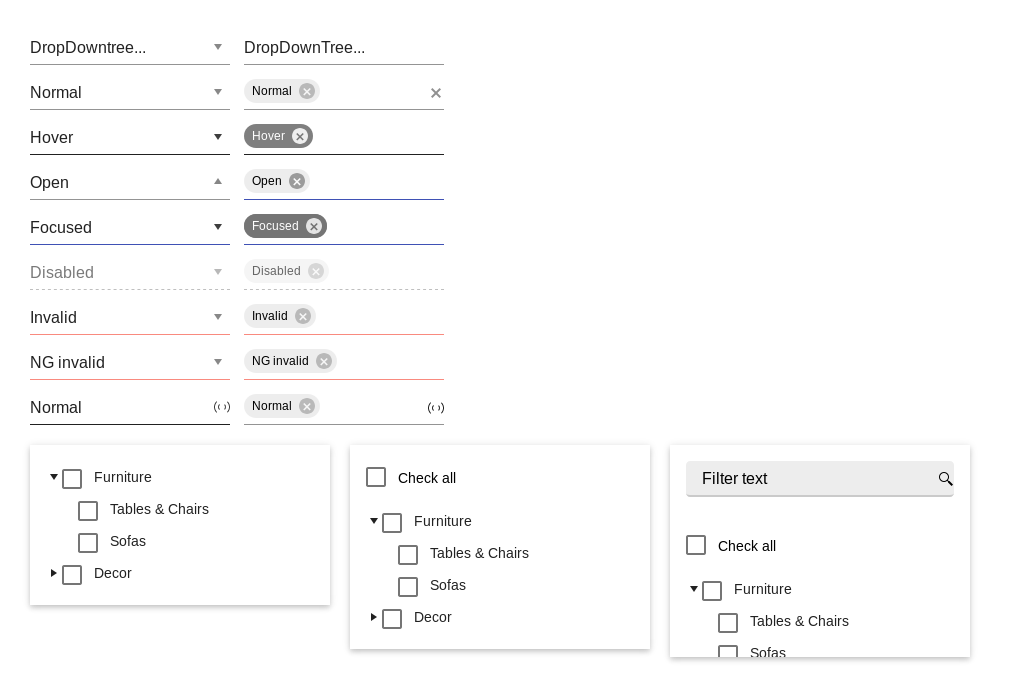 DropDowntree... DropDownTree...
Normal Normal
Hover Hover
Open Open
Focused Focused
Disabled Disabled
Invalid Invalid
NG invalid NG invalid
Normal Normal
Furniture
Tables & Chairs
Sofas
Decor
Check all
Furniture
Tables & Chairs
Sofas
Decor
Filter text
Check all
Furniture
Tables & Chairs
Sofas